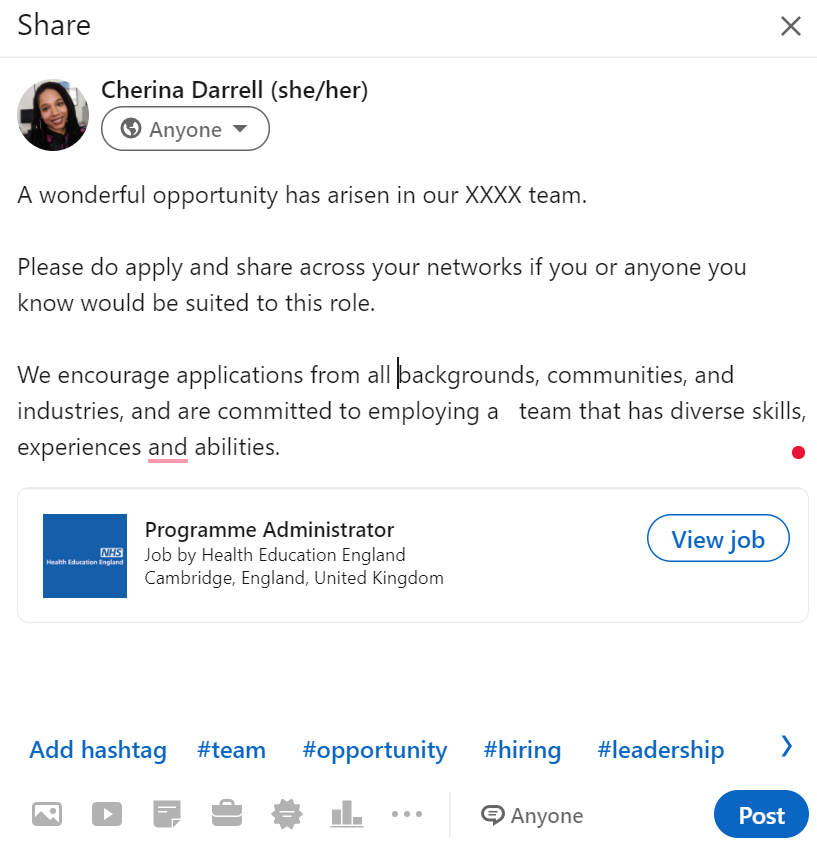 Share
Cherina Darrell (she/her)
Anyone
A wonderful opportunity has arisen in our XXXX team.
Please do apply and share across your networks if you or anyone you
know would be suited to this role.
We encourage applications from all backgrounds, communities, and
industries, and are committed to employing a   team that has diverse skills,
experiences and abilities.
NHS
Health Education England
Programme Administrator
Job by Health Education England
Cambridge, England, United Kingdom
View job
Add hashtag #team #opportunity #hiring #leadership
Anyone
Post